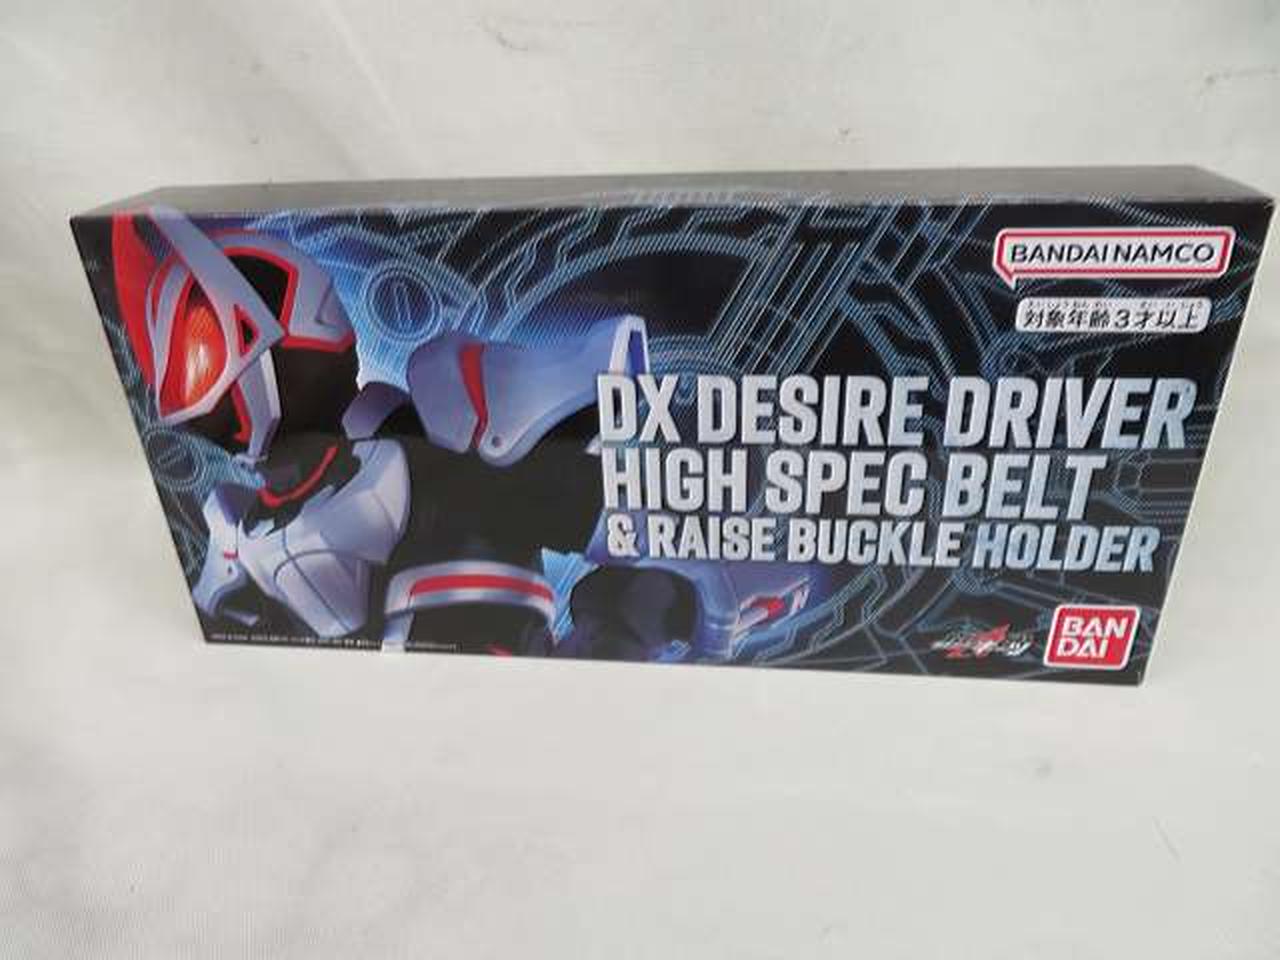 BANDAI NAMCO
対象年齢3才以上
DX DESIRE DRIVER
HIGH SPEC BELT
& RAISE BUCKLE HOLDER
BAN
DAI